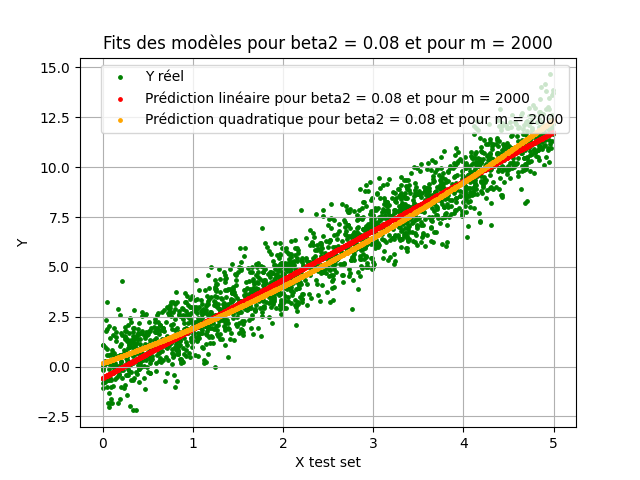 Fits des modèles pour beta2 = 0.08 et pour m = 2000
Y réel
Prédiction linéaire pour beta2 = 0.08 et pour m = 2000
Prédiction quadratique pour beta2 = 0.08 et pour m = 2000
15.0
12.5
10.0
7.5
5.0
2.5
0.0
−2.5
Y
0 1 2 3 4 5
X test set